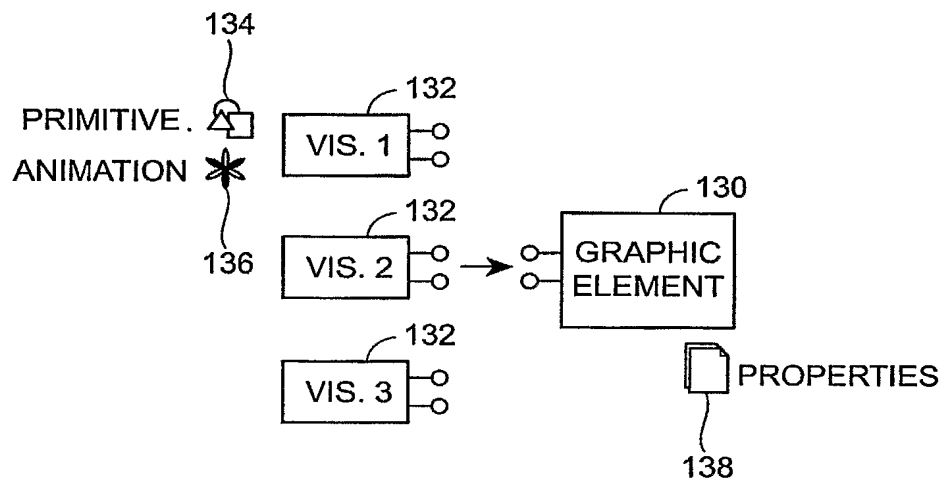 134
132
PRIMITIVE.
VIS. 1
ANIMATION
136
132
130
VIS. 2
GRAPHIC
ELEMENT
132
VIS. 3
PROPERTIES
138